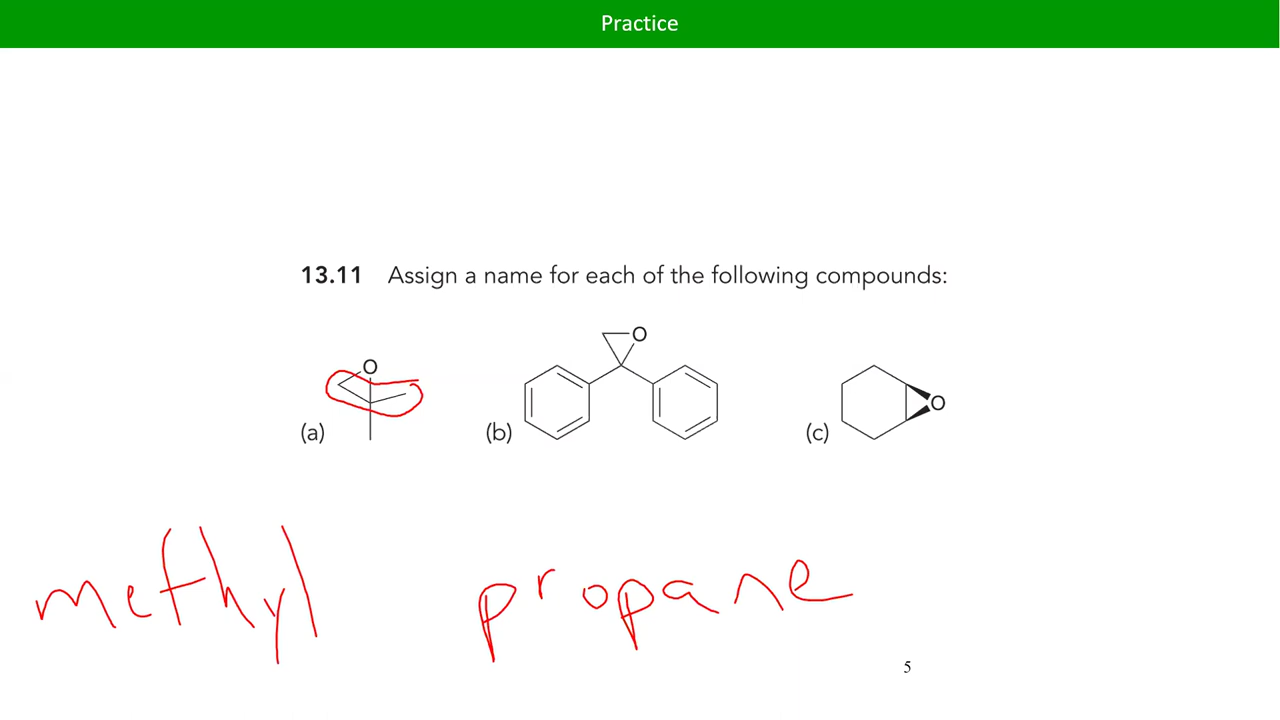 Practice
13.11 Assign a name for each of the following compounds:
O
O
O
(a)
(b)
(c)
methyl propane
5